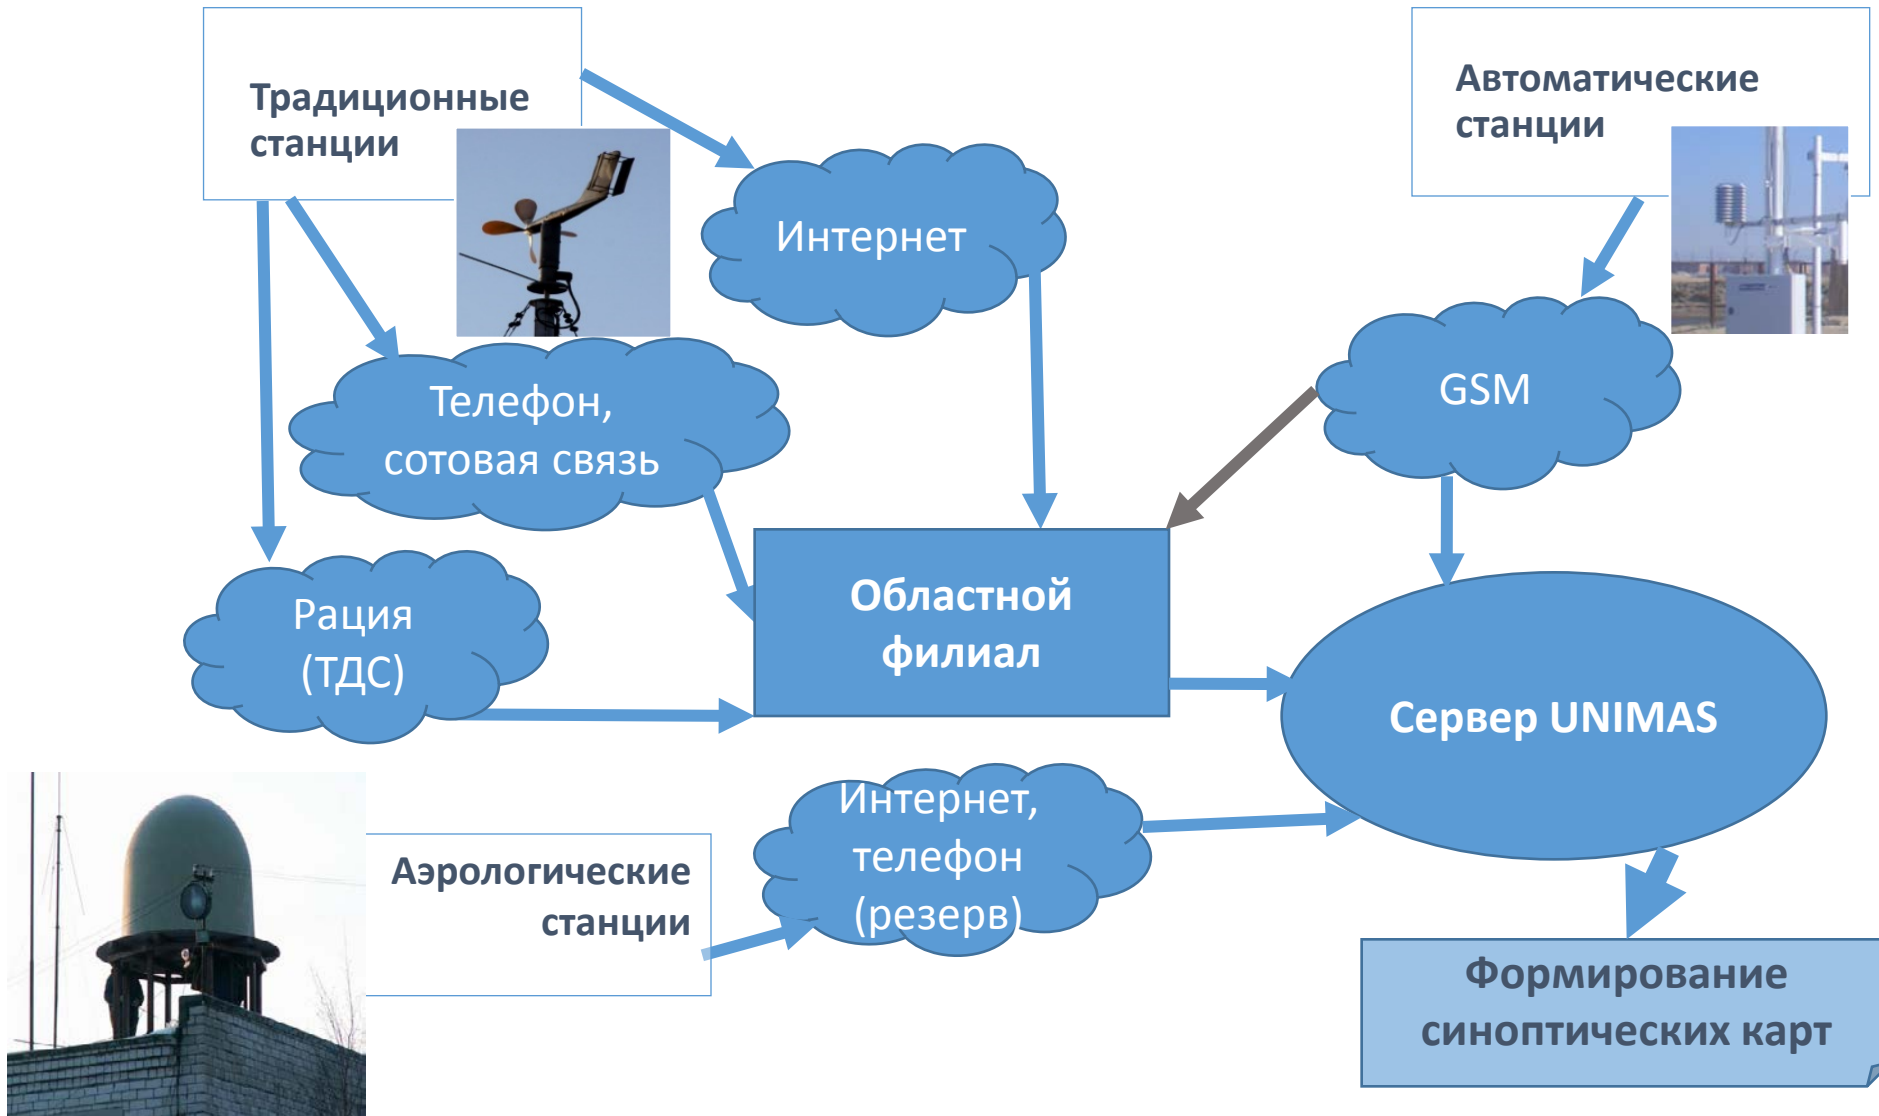 Традиционные
станции
Автоматические
станции
Интернет
GSM
Телефон,
сотовая связь
Рация
(ТДС)
Областной
филиал
Сервер UNIMAS
Интернет,
телефон
(резерв)
Аэрологические
станции
Формирование
синоптических карт